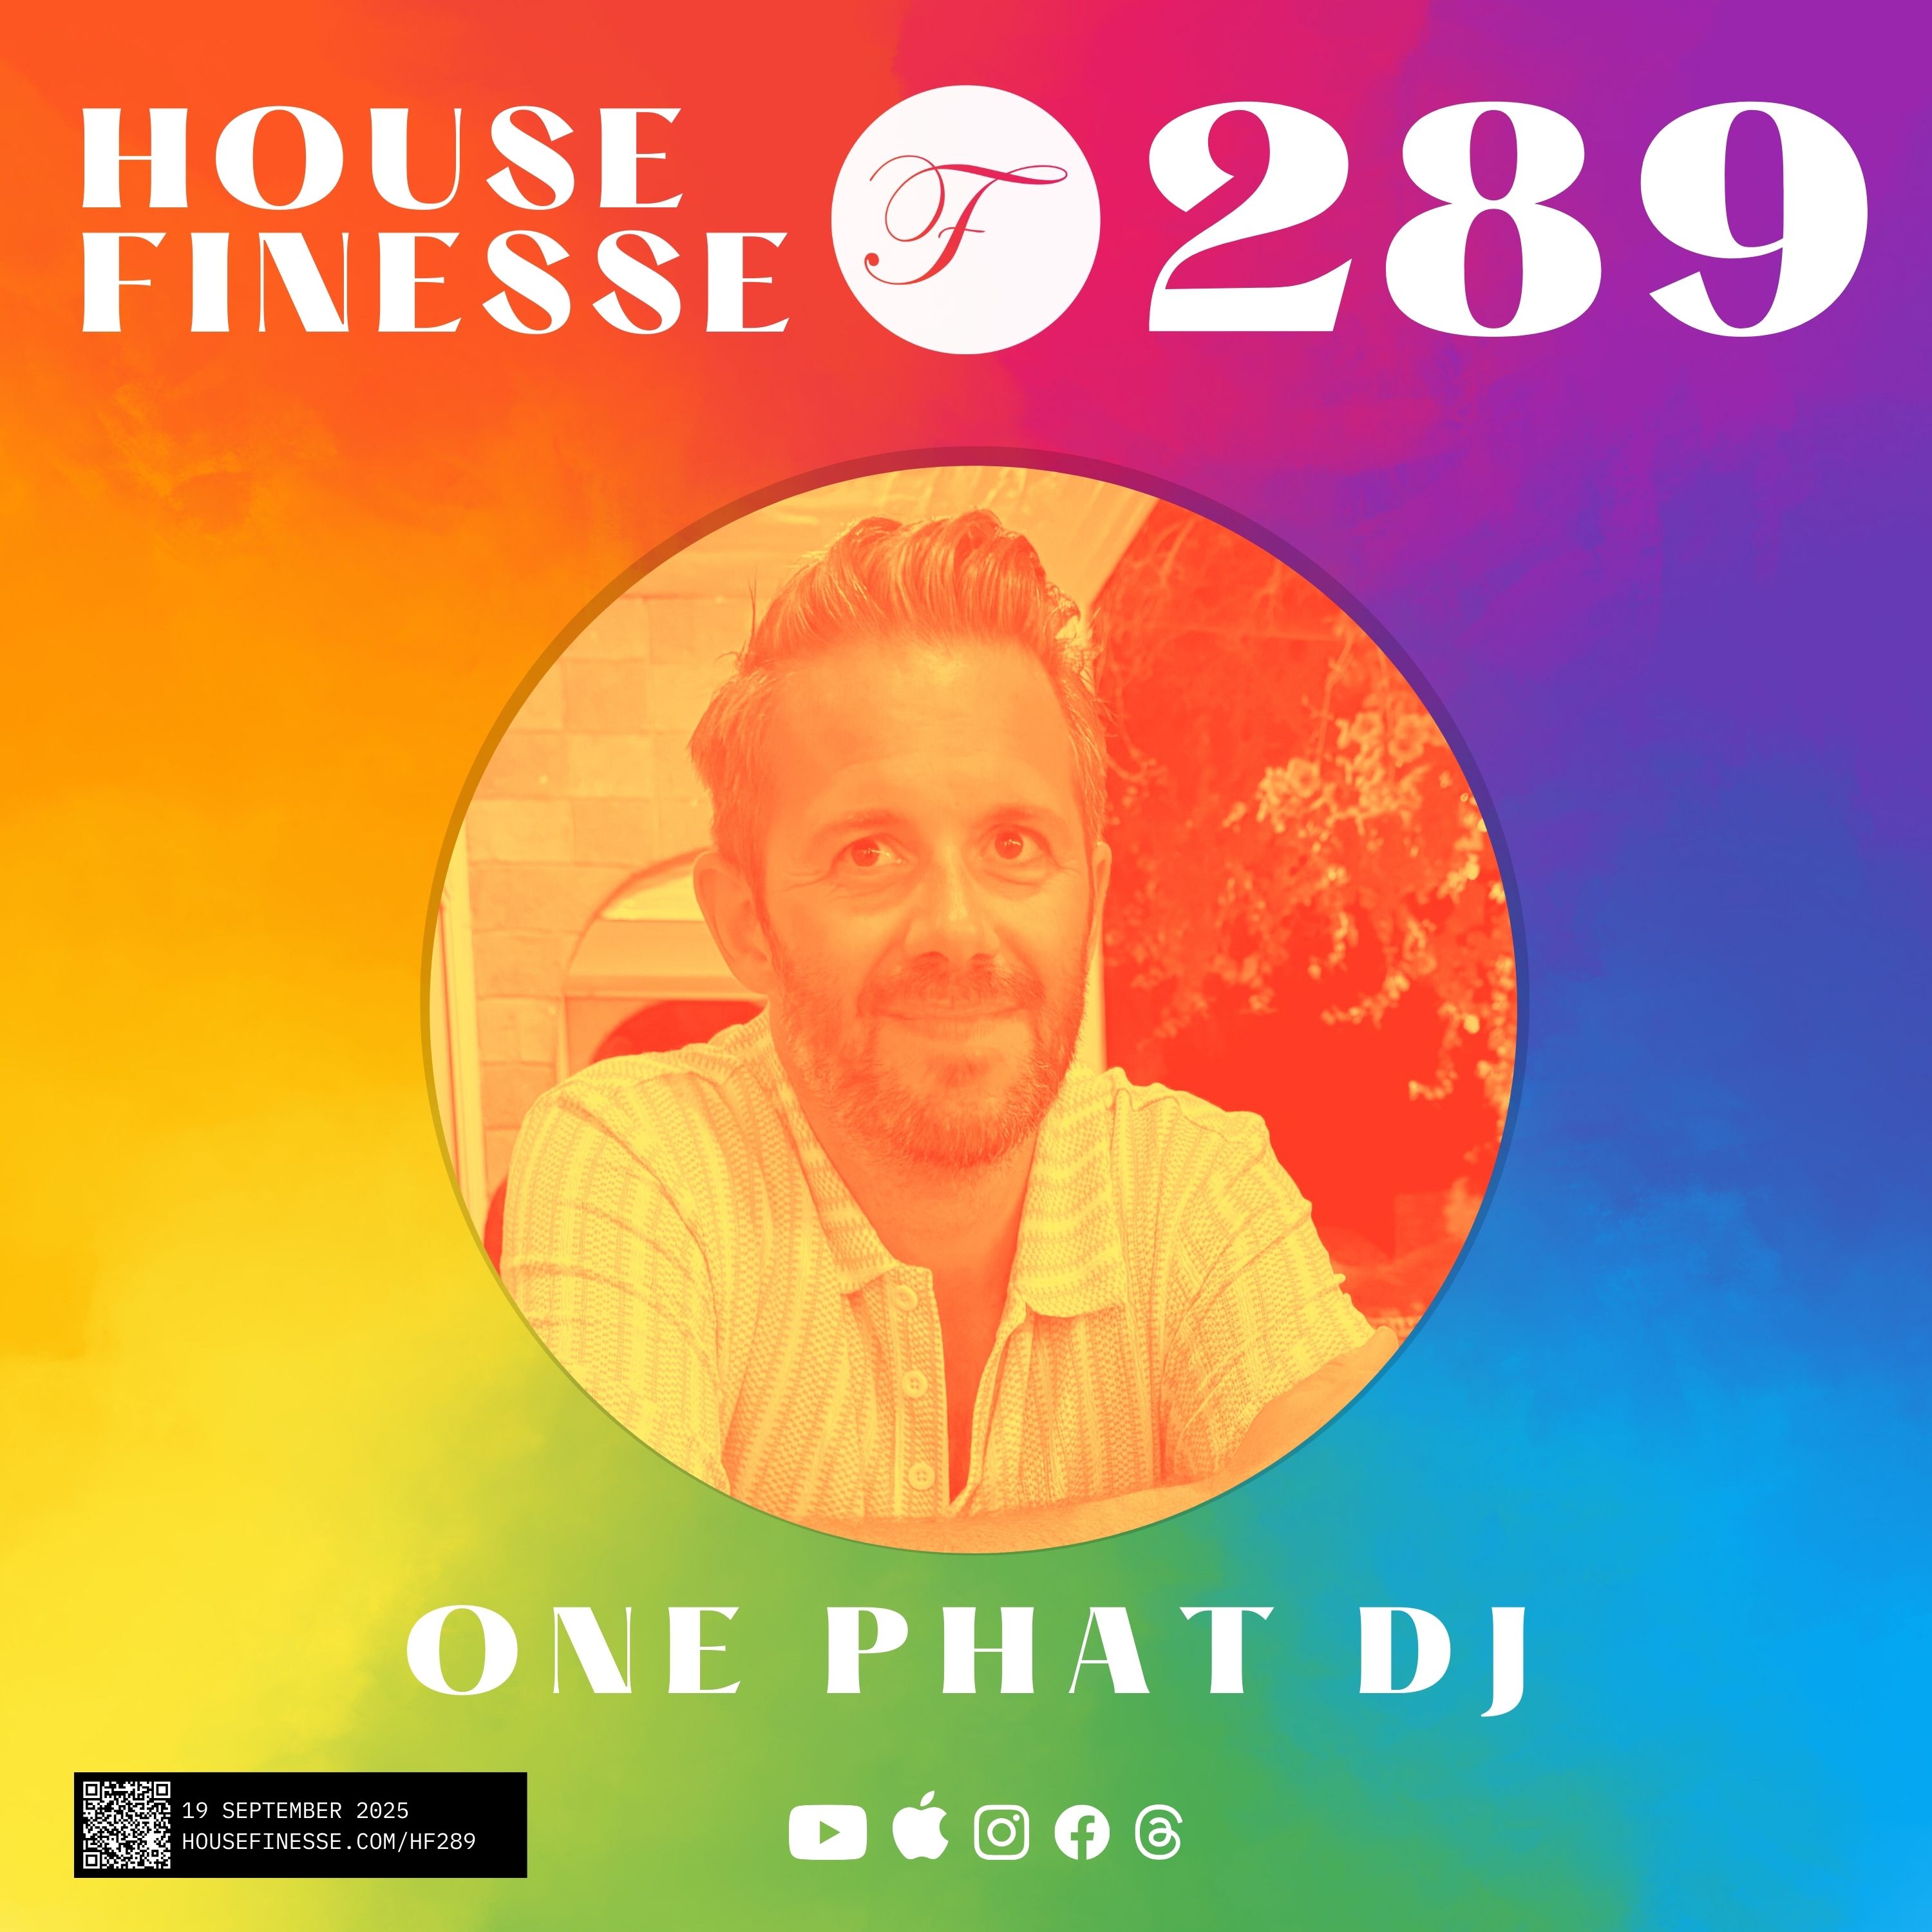 HOUSE
FINESSE
F
289
ONE PHAT DJ
19 SEPTEMBER 2025
HOUSEFINESSE.COM/HF289